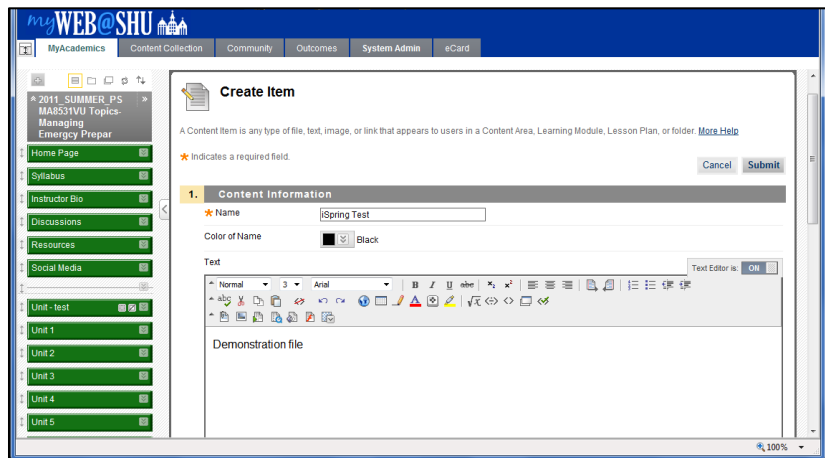 myWEB@SHU
MyAcademics Content Collection Community Outcomes System Admin eCard
2011_SUMMER_PS
MA8531VU Topics-
Managing
Emergcy Prepar
Home Page
Syllabus
Instructor Bio
Discussions
Resources
Social Media
Unit - test
Unit 1
Unit 2
Unit 3
Unit 4
Unit 5
Create Item
A Content Item is any type of file, text, image, or link that appears to users in a Content Area, Learning Module, Lesson Plan, or folder. More Help
Indicates a required field.
Cancel Submit
1. Content Information
Name iSpring Test
Color of Name Black
Text
Text Editor is: ON
Normal 3 Arial B I U abc x₂ x²
abc
Demonstration file
100%